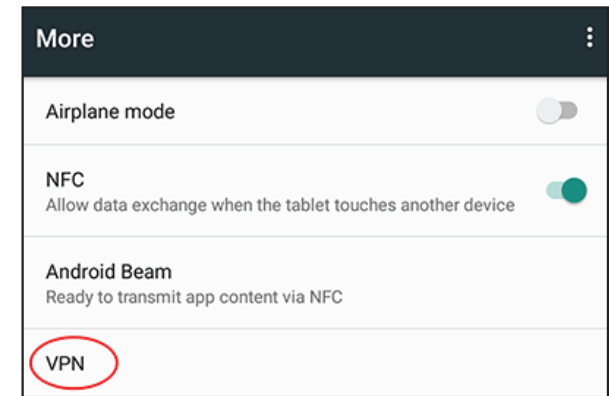 More
Airplane mode
NFC
Allow data exchange when the tablet touches another device
Android Beam
Ready to transmit app content via NFC
VPN